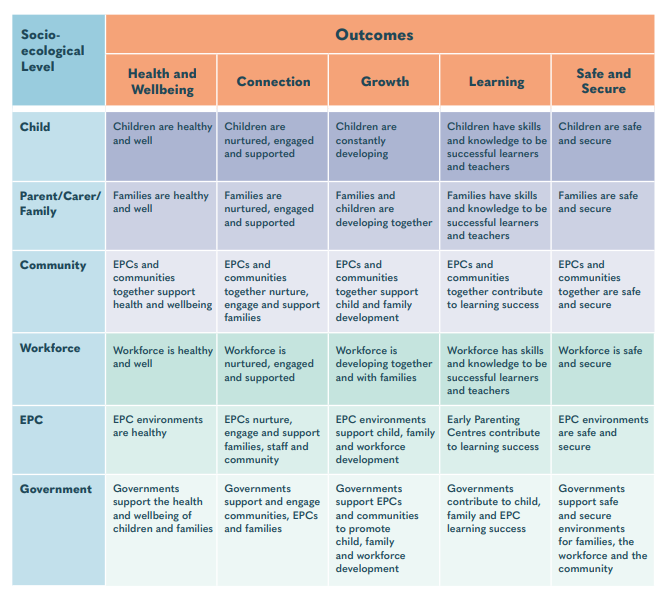 Socio-
ecological
Level
Outcomes
Health and
Wellbeing
Connection
Growth
Learning
Safe and
Secure
Child
Children are healthy
and well
Children are
nurtured, engaged
and supported
Children are
constantly
developing
Children have skills
and knowledge to be
successful learners
and teachers
Children are safe
and secure
Parent/Carer/
Family
Families are healthy
and well
Families are
nurtured, engaged
and supported
Families and
children are
developing together
Families have skills
and knowledge to be
successful learners
and teachers
Families are safe
and secure
Community
EPCs and
communities
together support
health and wellbeing
EPCs and
communities
together nurture,
engage and support
families
EPCs and
communities
together support
child and family
development
EPCs and
communities
together contribute
to learning success
EPCs and
communities
together are safe
and secure
Workforce
Workforce is healthy
and well
Workforce is
nurtured, engaged
and supported
Workforce is
developing together
and with families
Workforce has skills
and knowledge to be
successful learners
and teachers
Workforce is safe
and secure
EPC
EPC environments
are healthy
EPCs nurture,
engage and support
families, staff and
community
EPC environments
support child, family
and workforce
development
Early Parenting
Centres contribute
to learning success
EPC environments
are safe and
secure
Government
Governments
support the health
and wellbeing of
children and families
Governments
support and engage
communities, EPCs
and families
Governments
support EPCs
and communities
to promote
child, family
and workforce
development
Governments
contribute to child,
family and EPC
learning success
Governments
support safe
and secure
environments
for families, the
workforce and the
community